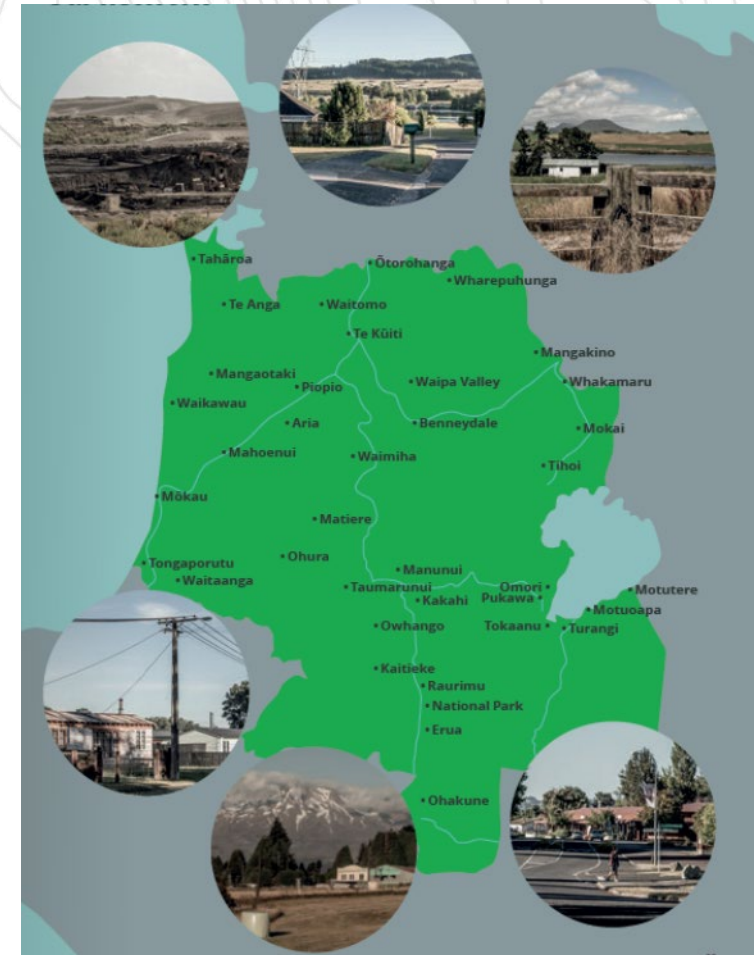 Tahāroa
Ōtorohanga
Wharepuhunga
Te Anga
Waitomo
Te Kūiti
Mangakino
Mangaotaki
Piopio
Waipa Valley
Whakamaru
Waikawau
Aria
Benneydale
Mokai
Mahoenui
Waimiha
Tihoi
Mōkau
Matiere
Ohura
Tongaporutu
Manunui
Waitaanga
Taumarunui
Omori
Motutere
Kakahi
Pukawa
Motuoapa
Owhango
Tokaanu
Turangi
Kaitieke
Raurimu
National Park
Erua
Ohakune